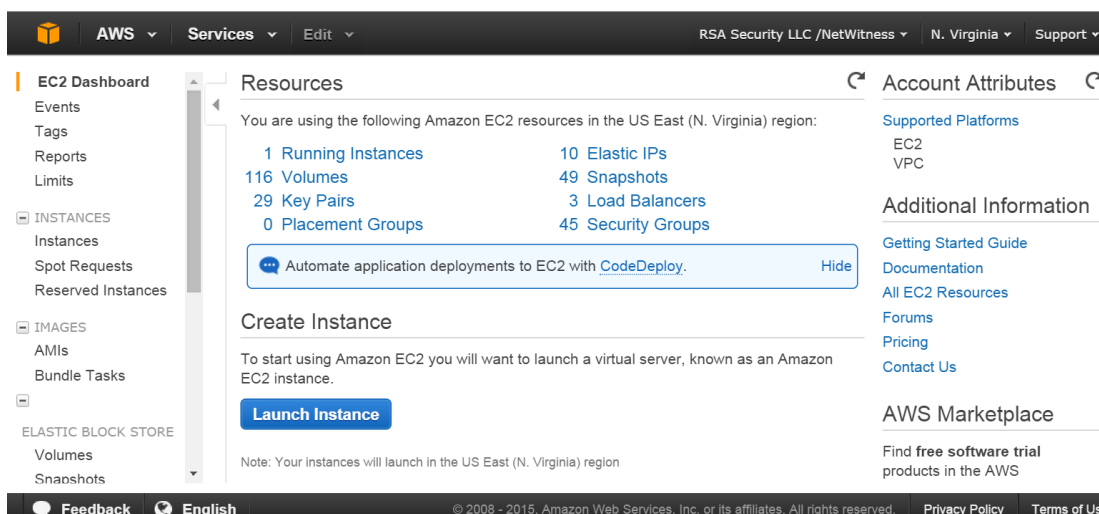 AWS Services Edit RSA Security LLC /NetWitness N. Virginia Support
EC2 Dashboard
Events
Tags
Reports
Limits
INSTANCES
Instances
Spot Requests
Reserved Instances
IMAGES
AMIs
Bundle Tasks
ELASTIC BLOCK STORE
Volumes
Snapshots
Resources
You are using the following Amazon EC2 resources in the US East (N. Virginia) region:
1 Running Instances 10 Elastic IPs
116 Volumes 49 Snapshots
29 Key Pairs 3 Load Balancers
0 Placement Groups 45 Security Groups
Automate application deployments to EC2 with CodeDeploy. Hide
Create Instance
To start using Amazon EC2 you will want to launch a virtual server, known as an Amazon
EC2 instance.
Launch Instance
Note: Your instances will launch in the US East (N. Virginia) region
Account Attributes
Supported Platforms
EC2
VPC
Additional Information
Getting Started Guide
Documentation
All EC2 Resources
Forums
Pricing
Contact Us
AWS Marketplace
Find free software trial
products in the AWS
Feedback English © 2008 - 2015, Amazon Web Services, Inc. or its affiliates. All rights reserved. Privacy Policy Terms of Us